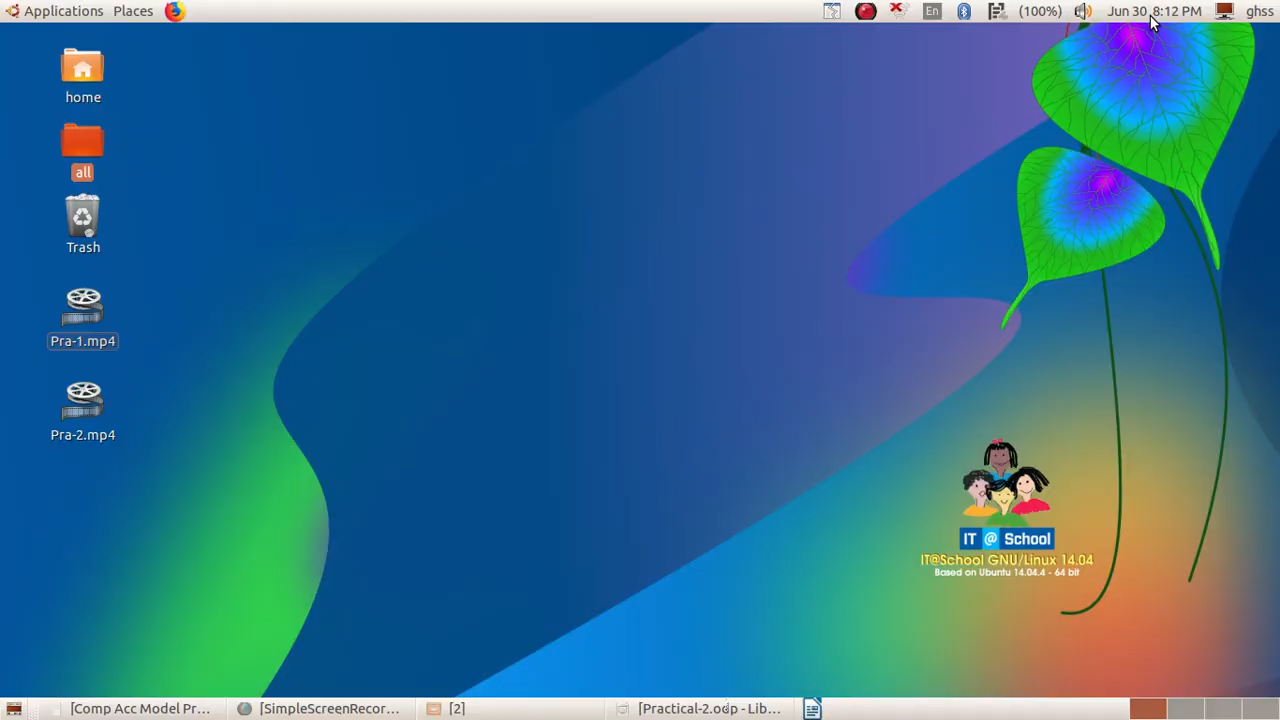 Applications Places En (100%) Jun 30, 8:12 PM ghss
home
all
Trash
Pra-1.mp4
Pra-2.mp4
IT @ School
IT@School GNU/Linux 14.04
Based on Ubuntu 14.04.4 - 64 bit
[Comp Acc Model Pr... [SimpleScreenRecor... [2] [Practical-2.odp - Lib...